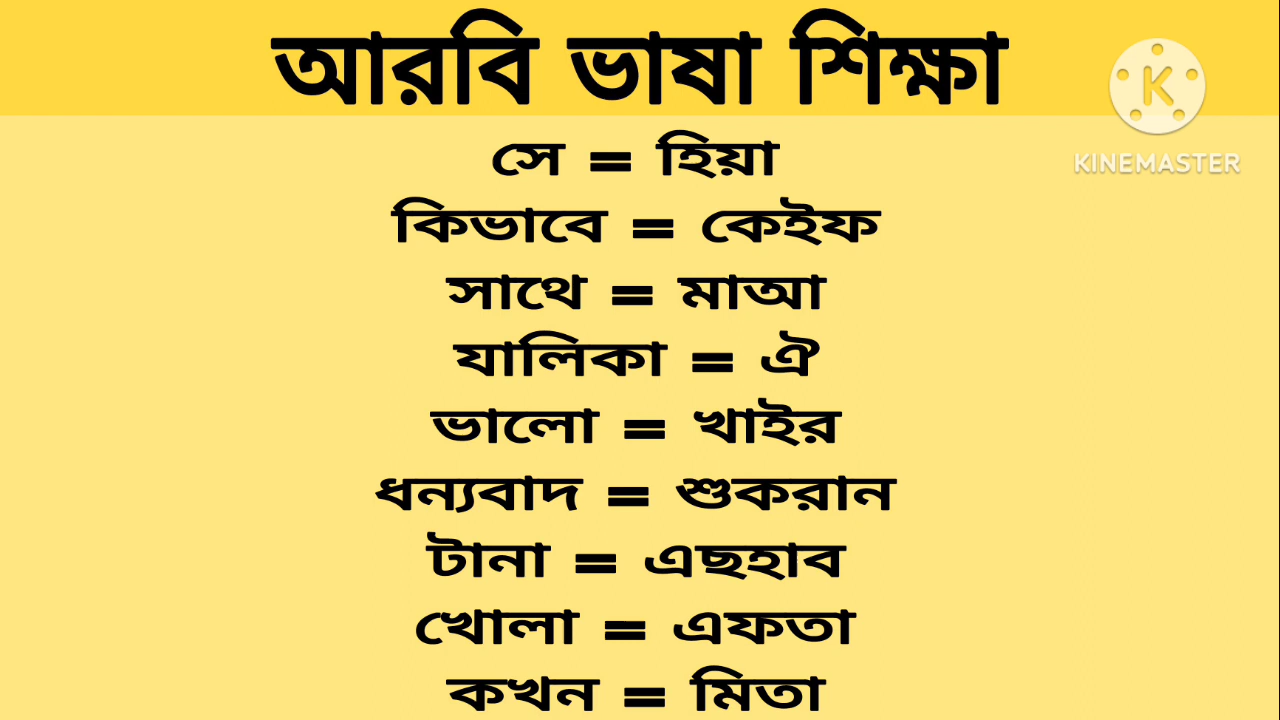 আরবি ভাষা শিক্ষা
KINEMASTER
সে = হিয়া
কিভাবে = কেইফ
সাথে = মাআ
যালিকা = ঐ
ভালো = খাইর
ধন্যবাদ = শুকরান
টানা = এছহাব
খোলা = এফতা
কখন = মিতা